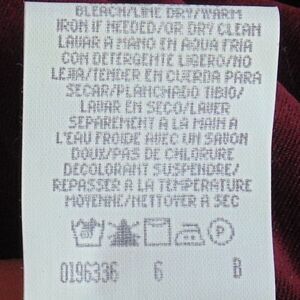 BLEACH/LINE DRY/WARM
IRON IF NEEDED/OR DRY CLEAN
LAVAR A MANO EN AQUA FRIA
CON DETERGENTE LIGERO/NO
LEJIA/TENDER EN CUERDA PARA
SECAR/PLANCHADO TIBIO/
LAVAR EN SECO/LAVER
SEPAREMENT A LA MAIN A
L'EAU FROIDE AVEC UN SAVON
DOUX/PAS DE CHLORURE
DECOLORANT SUSPENDRE/
REPASSER A LA TEMPERATURE
MOYENNE/NETTOYER A SEC
P
0196336 6 B